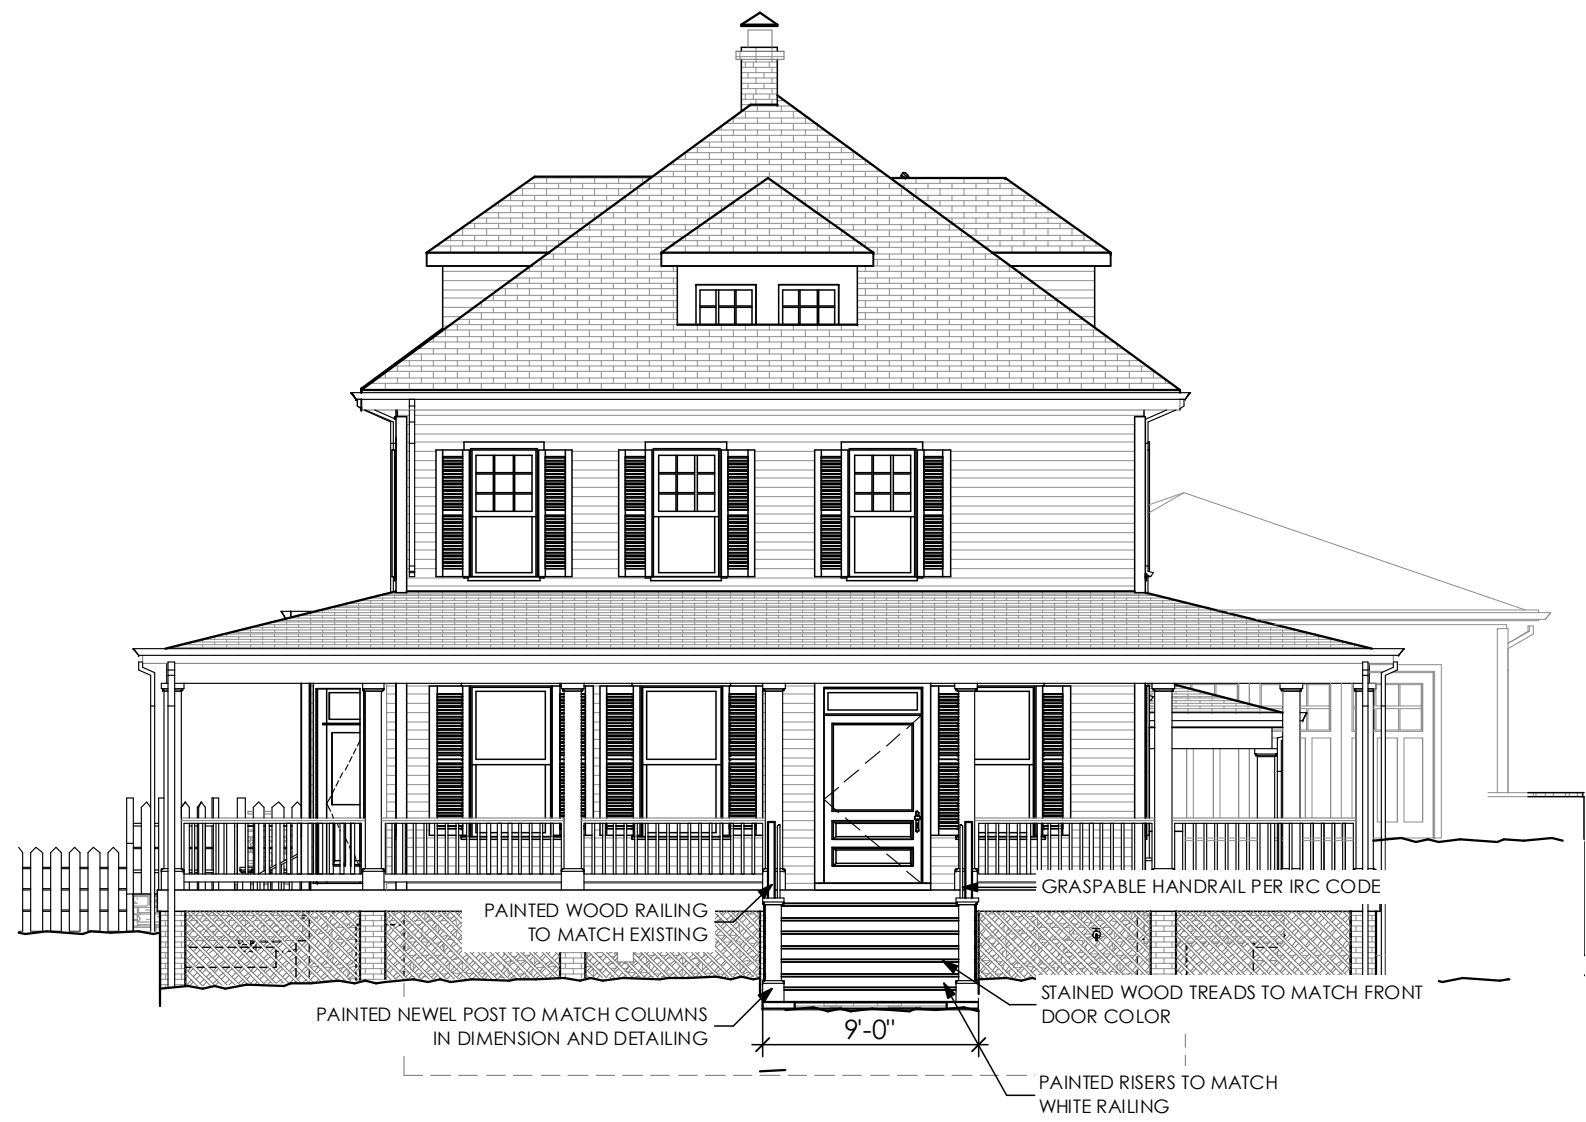 GRASPABLE HANDRAIL PER IRC CODE
PAINTED WOOD RAILING
TO MATCH EXISTING
STAINED WOOD TREADS TO MATCH FRONT
DOOR COLOR
PAINTED NEWEL POST TO MATCH COLUMNS
IN DIMENSION AND DETAILING
9'-0"
PAINTED RISERS TO MATCH
WHITE RAILING